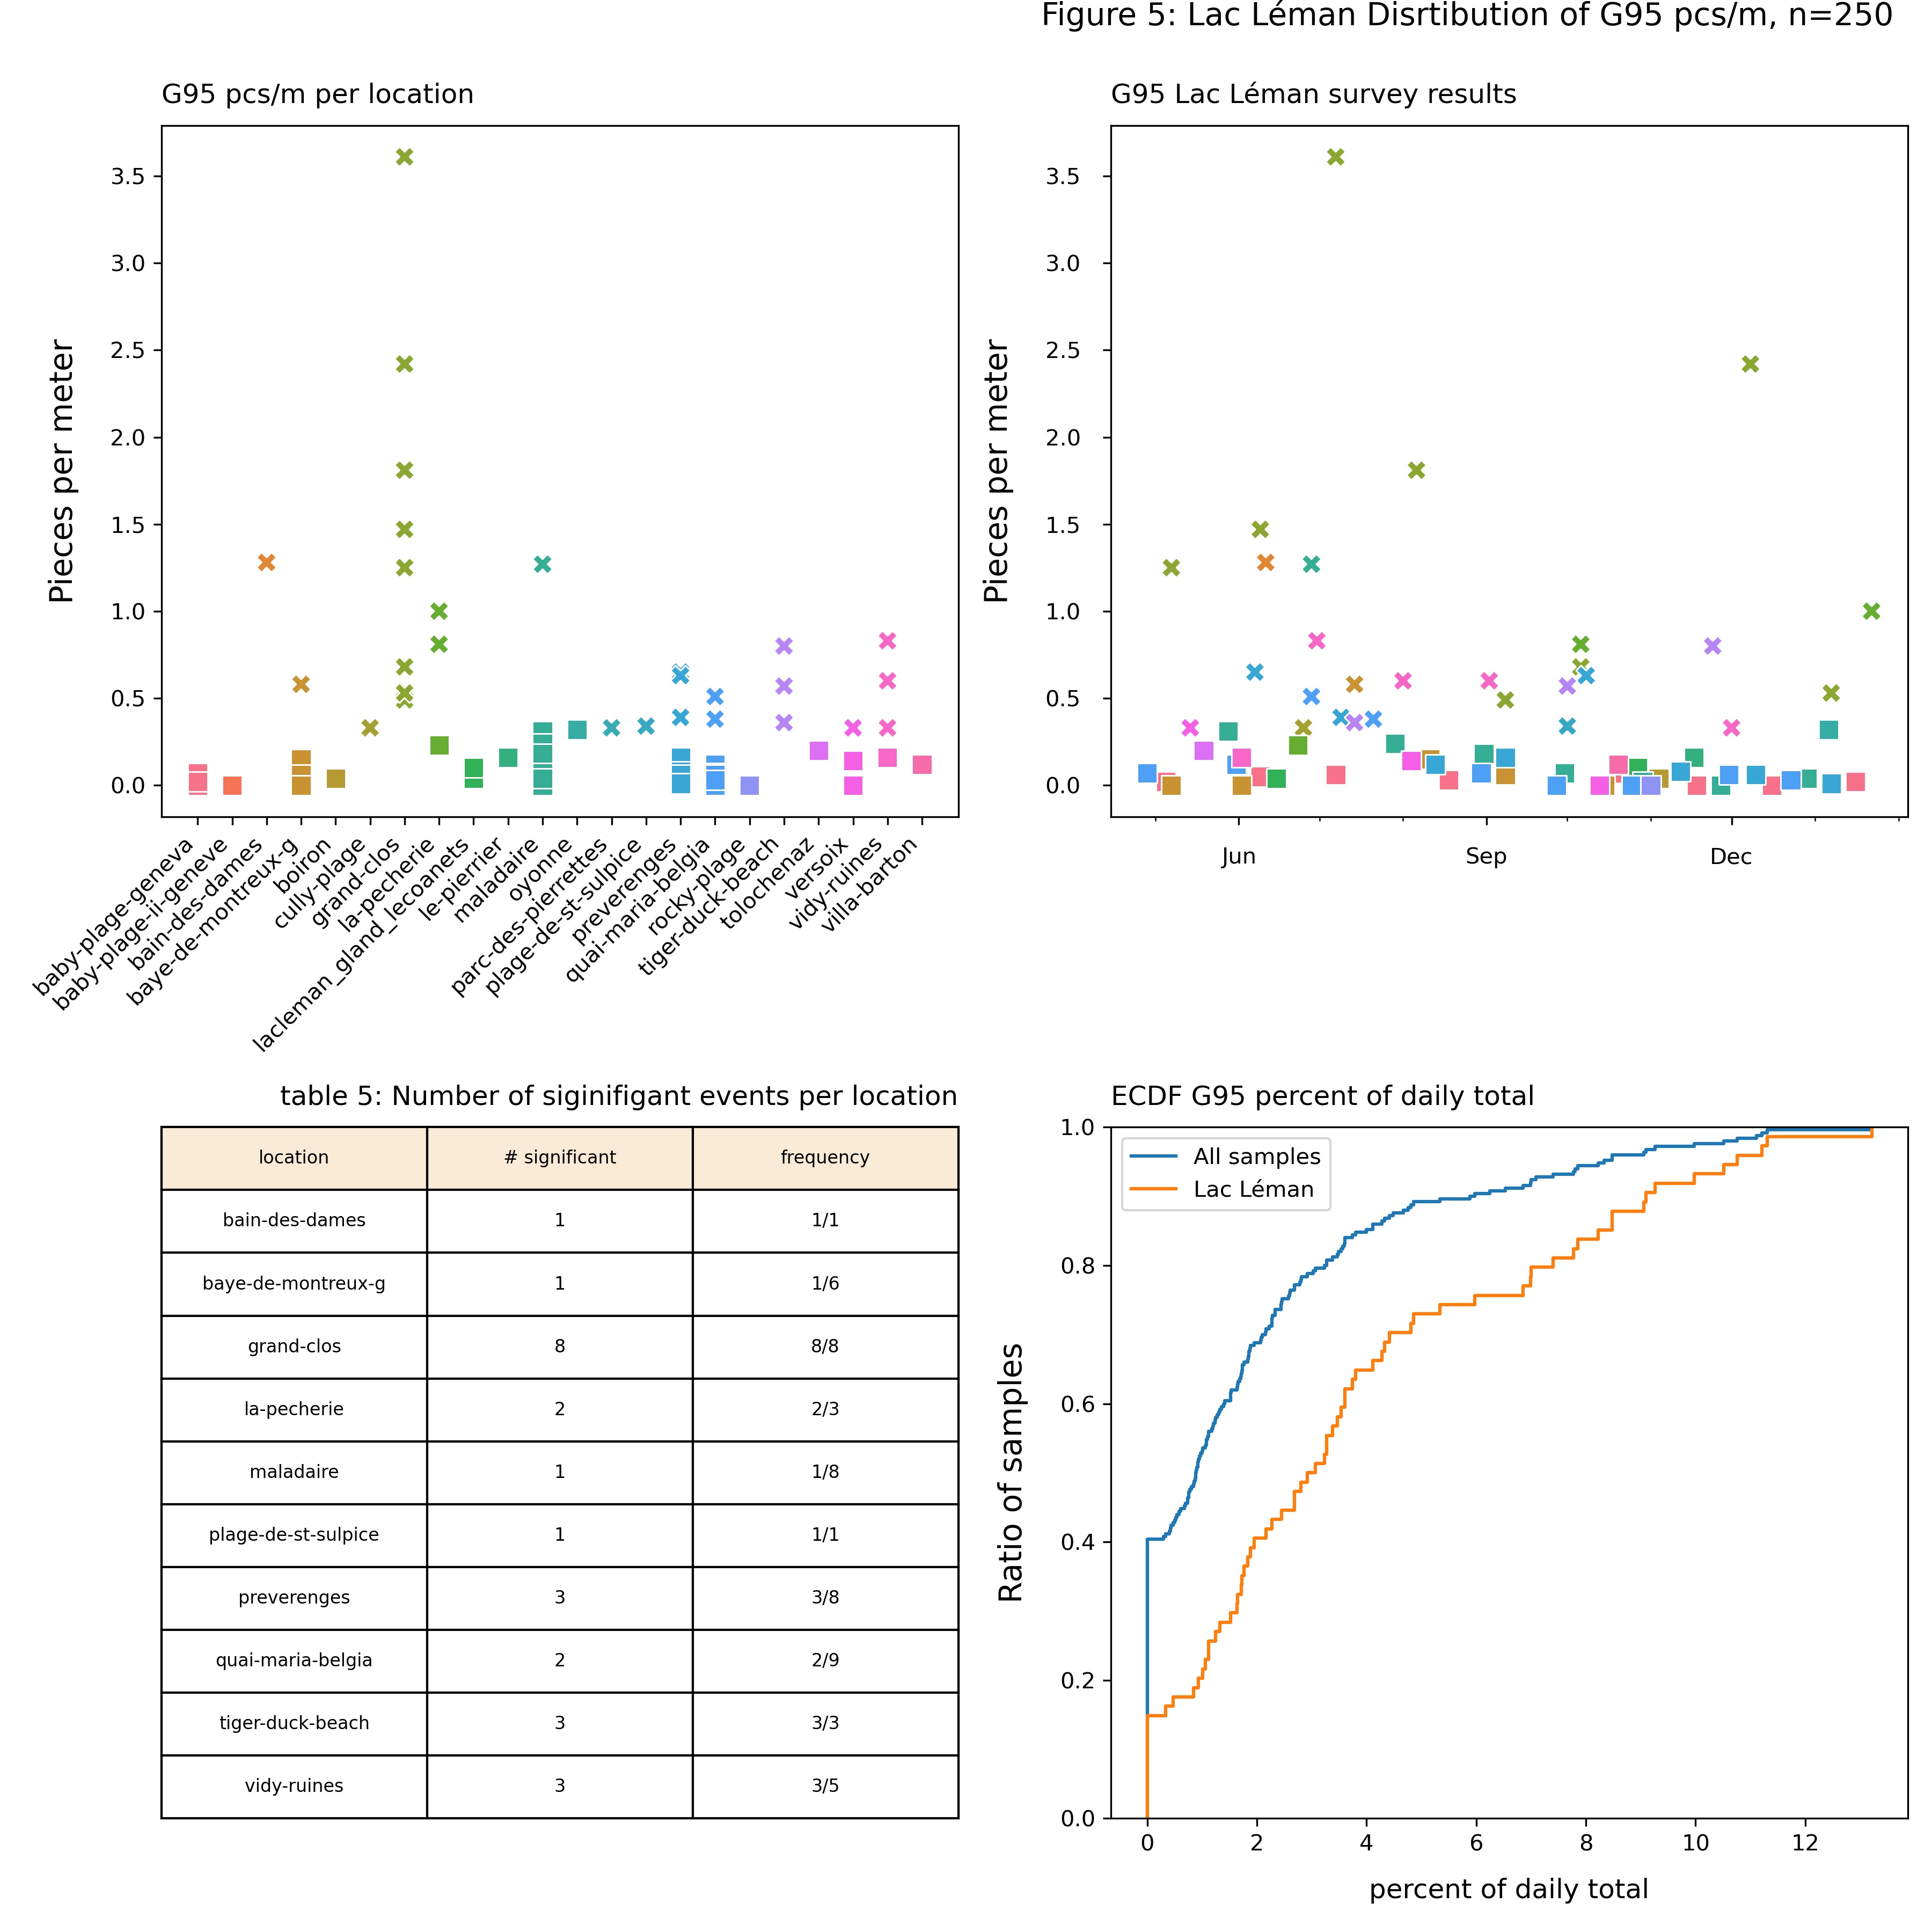 Figure 5: Lac Léman Disrtibution of G95 pcs/m, n=250
G95 pcs/m per location
Pieces per meter
3.5
3.0
2.5
2.0
1.5
1.0
0.5
0.0
baby-plage-geneva
baby-plage-ii-geneve
bain-des-dames
baye-de-montreux-g
boiron
cully-plage
grand-clos
la-pecherie
lacleman_gland_lecoanets
le-pierrier
maladaire
oyonne
parc-des-pierrettes
plage-de-st-sulpice
preverenges
quai-maria-belgia
rocky-plage
tiger-duck-beach
tolochenaz
versoix
vidy-ruines
villa-barton
G95 Lac Léman survey results
Pieces per meter
3.5
3.0
2.5
2.0
1.5
1.0
0.5
0.0
Jun Sep Dec
table 5: Number of siginifigant events per location
location # significant frequency
bain-des-dames 1 1/1
baye-de-montreux-g 1 1/6
grand-clos 8 8/8
la-pecherie 2 2/3
maladaire 1 1/8
plage-de-st-sulpice 1 1/1
preverenges 3 3/8
quai-maria-belgia 2 2/9
tiger-duck-beach 3 3/3
vidy-ruines 3 3/5
ECDF G95 percent of daily total
All samples
Lac Léman
Ratio of samples
1.0
0.8
0.6
0.4
0.2
0.0
0 2 4 6 8 10 12
percent of daily total